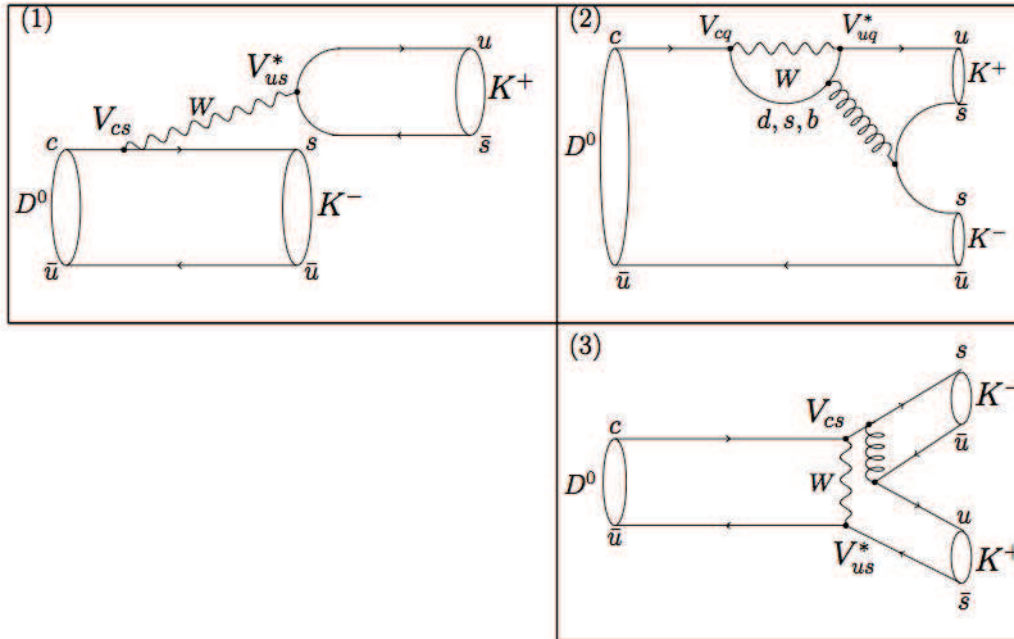 (1)
u
V*us
K+
W
Vcs
s̄
c
s
D0
K−
ū
ū
(2)
c
Vcq
V*uq
u
K+
W
s̄
d, s, b
D0
s
K−
ū
ū
(3)
s
Vcs
K−
c
ū
D0
W
u
ū
V*us
K+
s̄